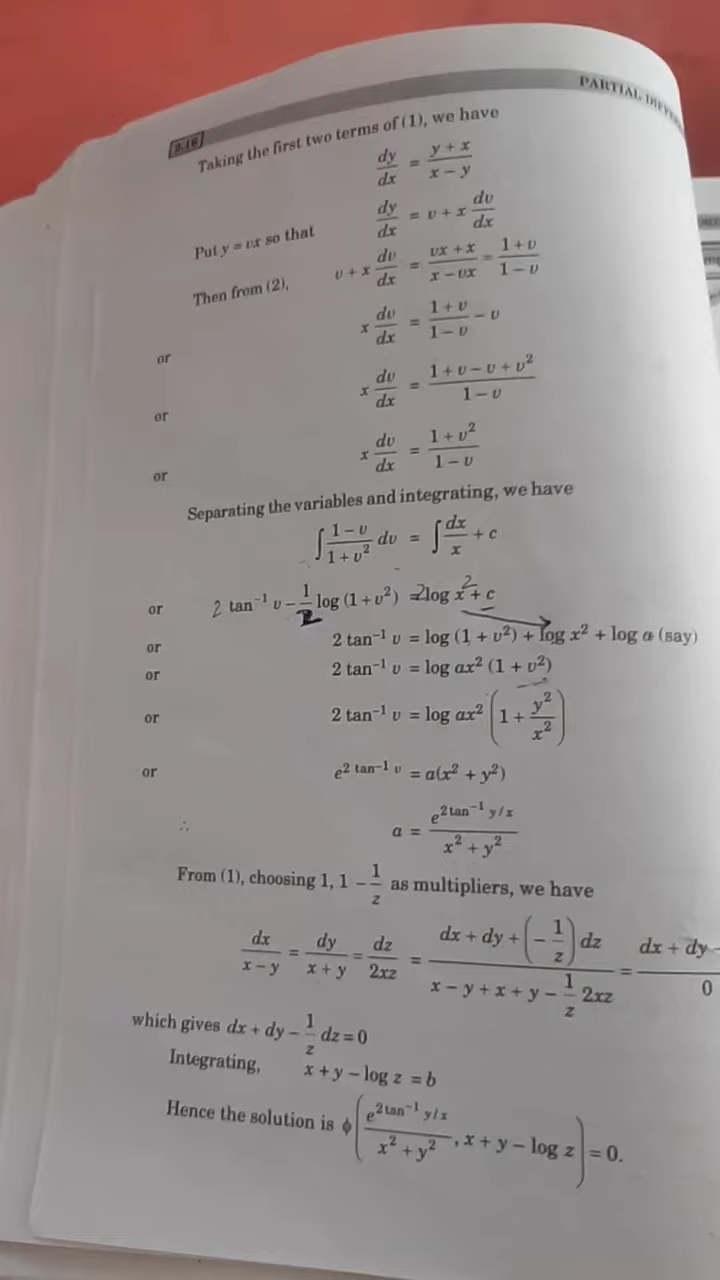 PARTIAL
Taking the first two terms of (1), we have
dy/dx = y + x / x – y
Put y = vx so that dy/dx = v + x dv/dx
Then from (2), v + x dv/dx = vx + x / x – vx = 1 + v / 1 – v
or x dv/dx = 1 + v / 1 – v – v
or x dv/dx = 1 + v – v + v² / 1 – v
or x dv/dx = 1 + v² / 1 – v
Separating the variables and integrating, we have
∫ 1 – v / 1 + v² dv = ∫ dx/x + c
or 2 tan⁻¹ v – 1/2 log (1 + v²) = 2log x² + c
or 2 tan⁻¹ v = log (1 + v²) + log x² + log a (say)
or 2 tan⁻¹ v = log ax² (1 + v²)
or 2 tan⁻¹ v = log ax² (1 + y²/x²)
or e^(2 tan⁻¹ v) = a(x² + y²)
∴ a = e^(2 tan⁻¹ y/x) / x² + y²
From (1), choosing 1, 1 – 1/z as multipliers, we have
dx / x – y = dy / x + y = dz / 2xz = dx + dy + (– 1/z) dz / x – y + x + y – 1/z 2xz = dx + dy – / 0
which gives dx + dy – 1/z dz = 0
Integrating, x + y – log z = b
Hence the solution is φ (e^(2 tan⁻¹ y/x) / x² + y² , x + y – log z) = 0.